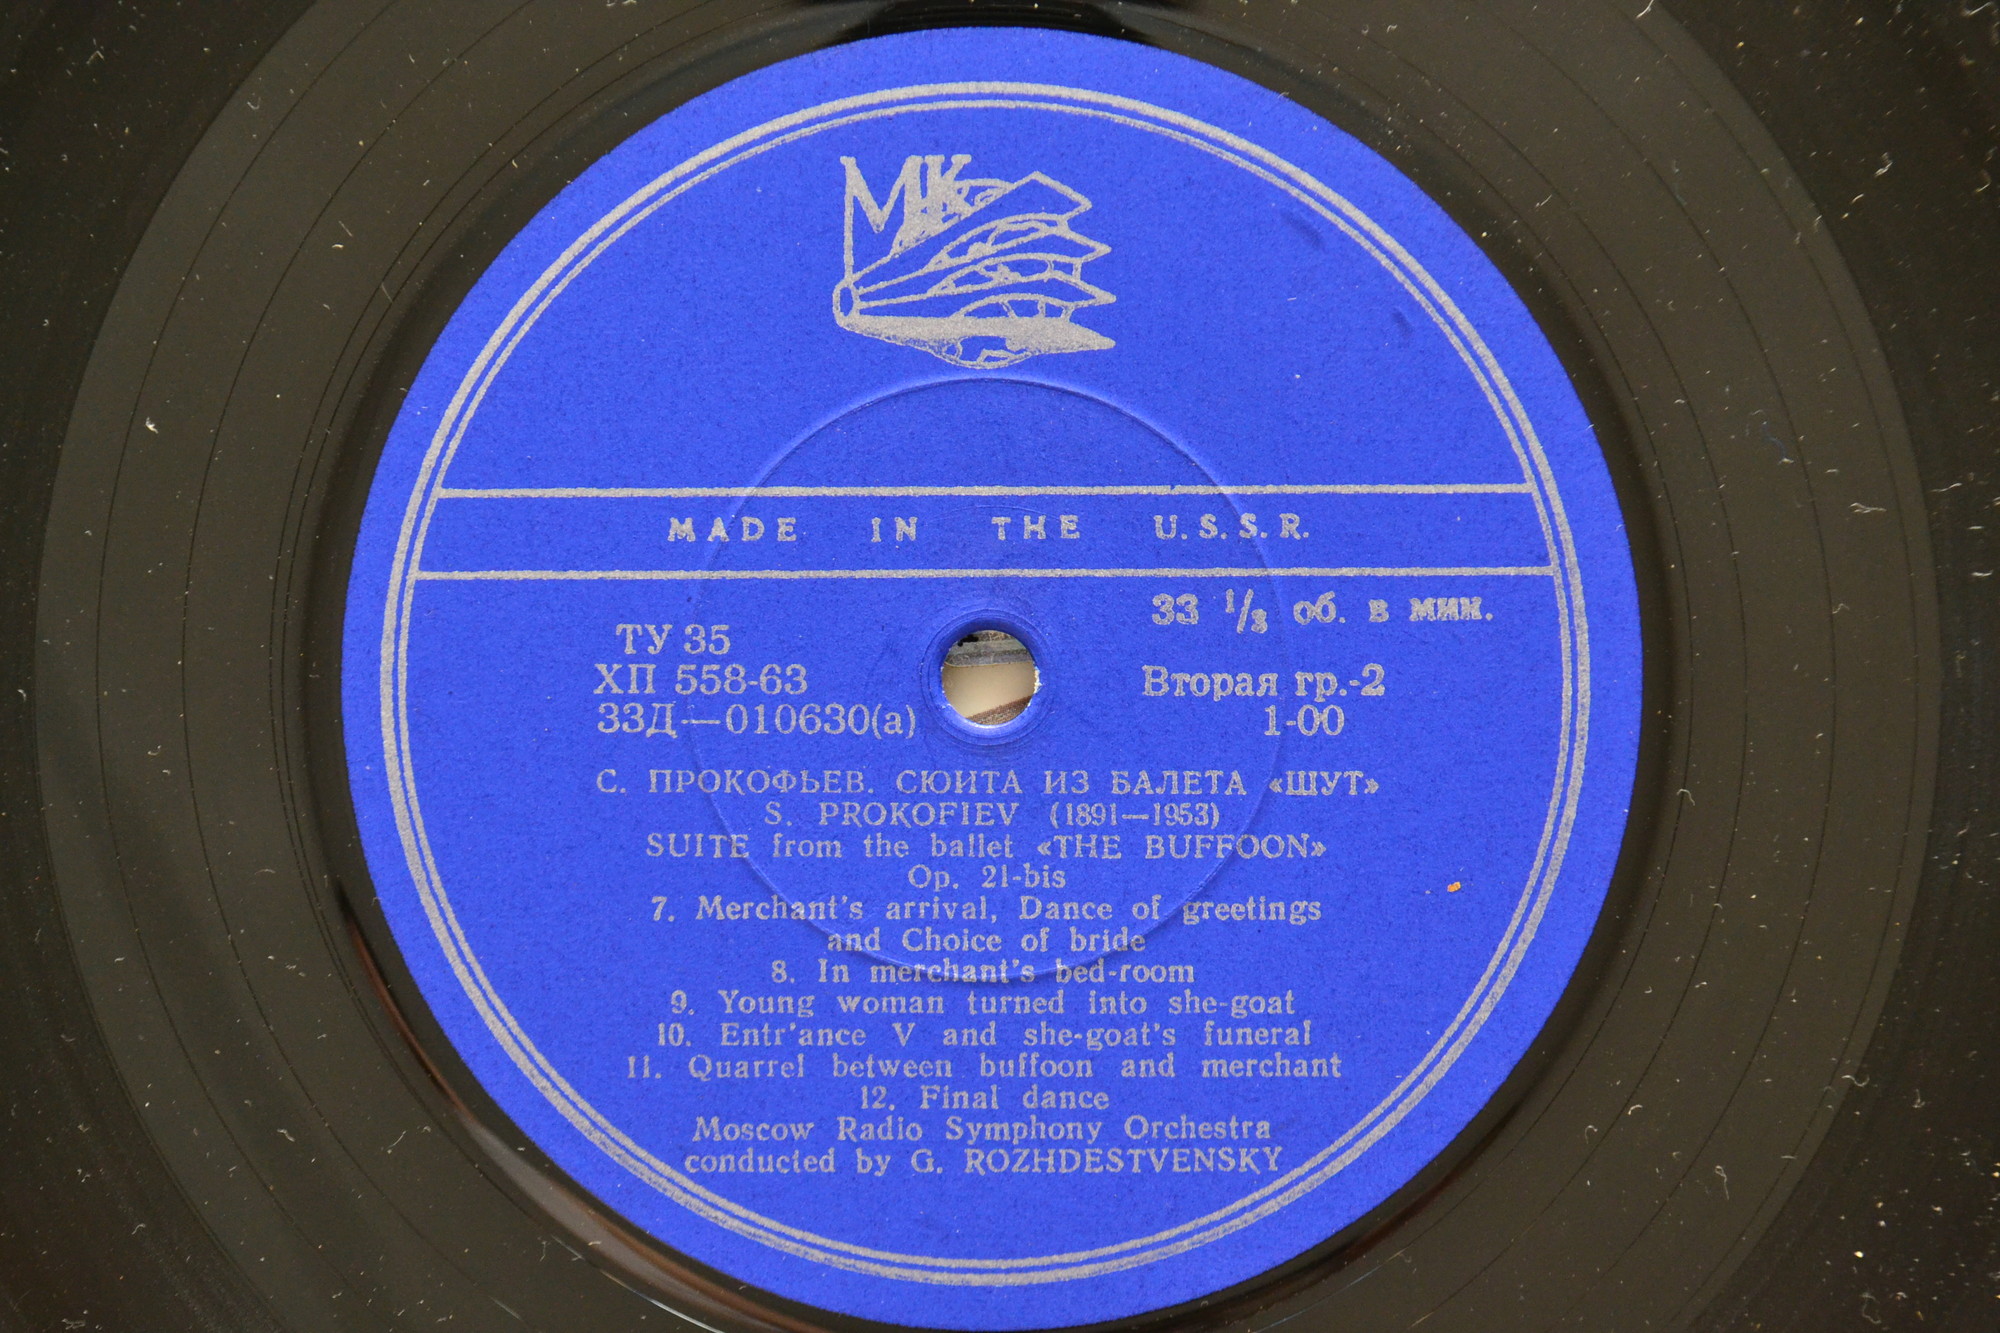 МК
MADE IN THE U.S.S.R.
33 1/3 об. в мин.
ТУ 35
ХП 558-63
Вторая гр.-2
33Д—010630(а)
1-00
С. ПРОКОФЬЕВ. СЮИТА ИЗ БАЛЕТА «ШУТ»
S. PROKOFIEV (1891—1953)
SUITE from the ballet «THE BUFFOON»
Op. 21-bis
7. Merchant's arrival, Dance of greetings
and Choice of bride
8. In merchant's bed-room
9. Young woman turned into she-goat
10. Entr'ance V and she-goat's funeral
11. Quarrel between buffoon and merchant
12. Final dance
Moscow Radio Symphony Orchestra
conducted by G. ROZHDESTVENSKY